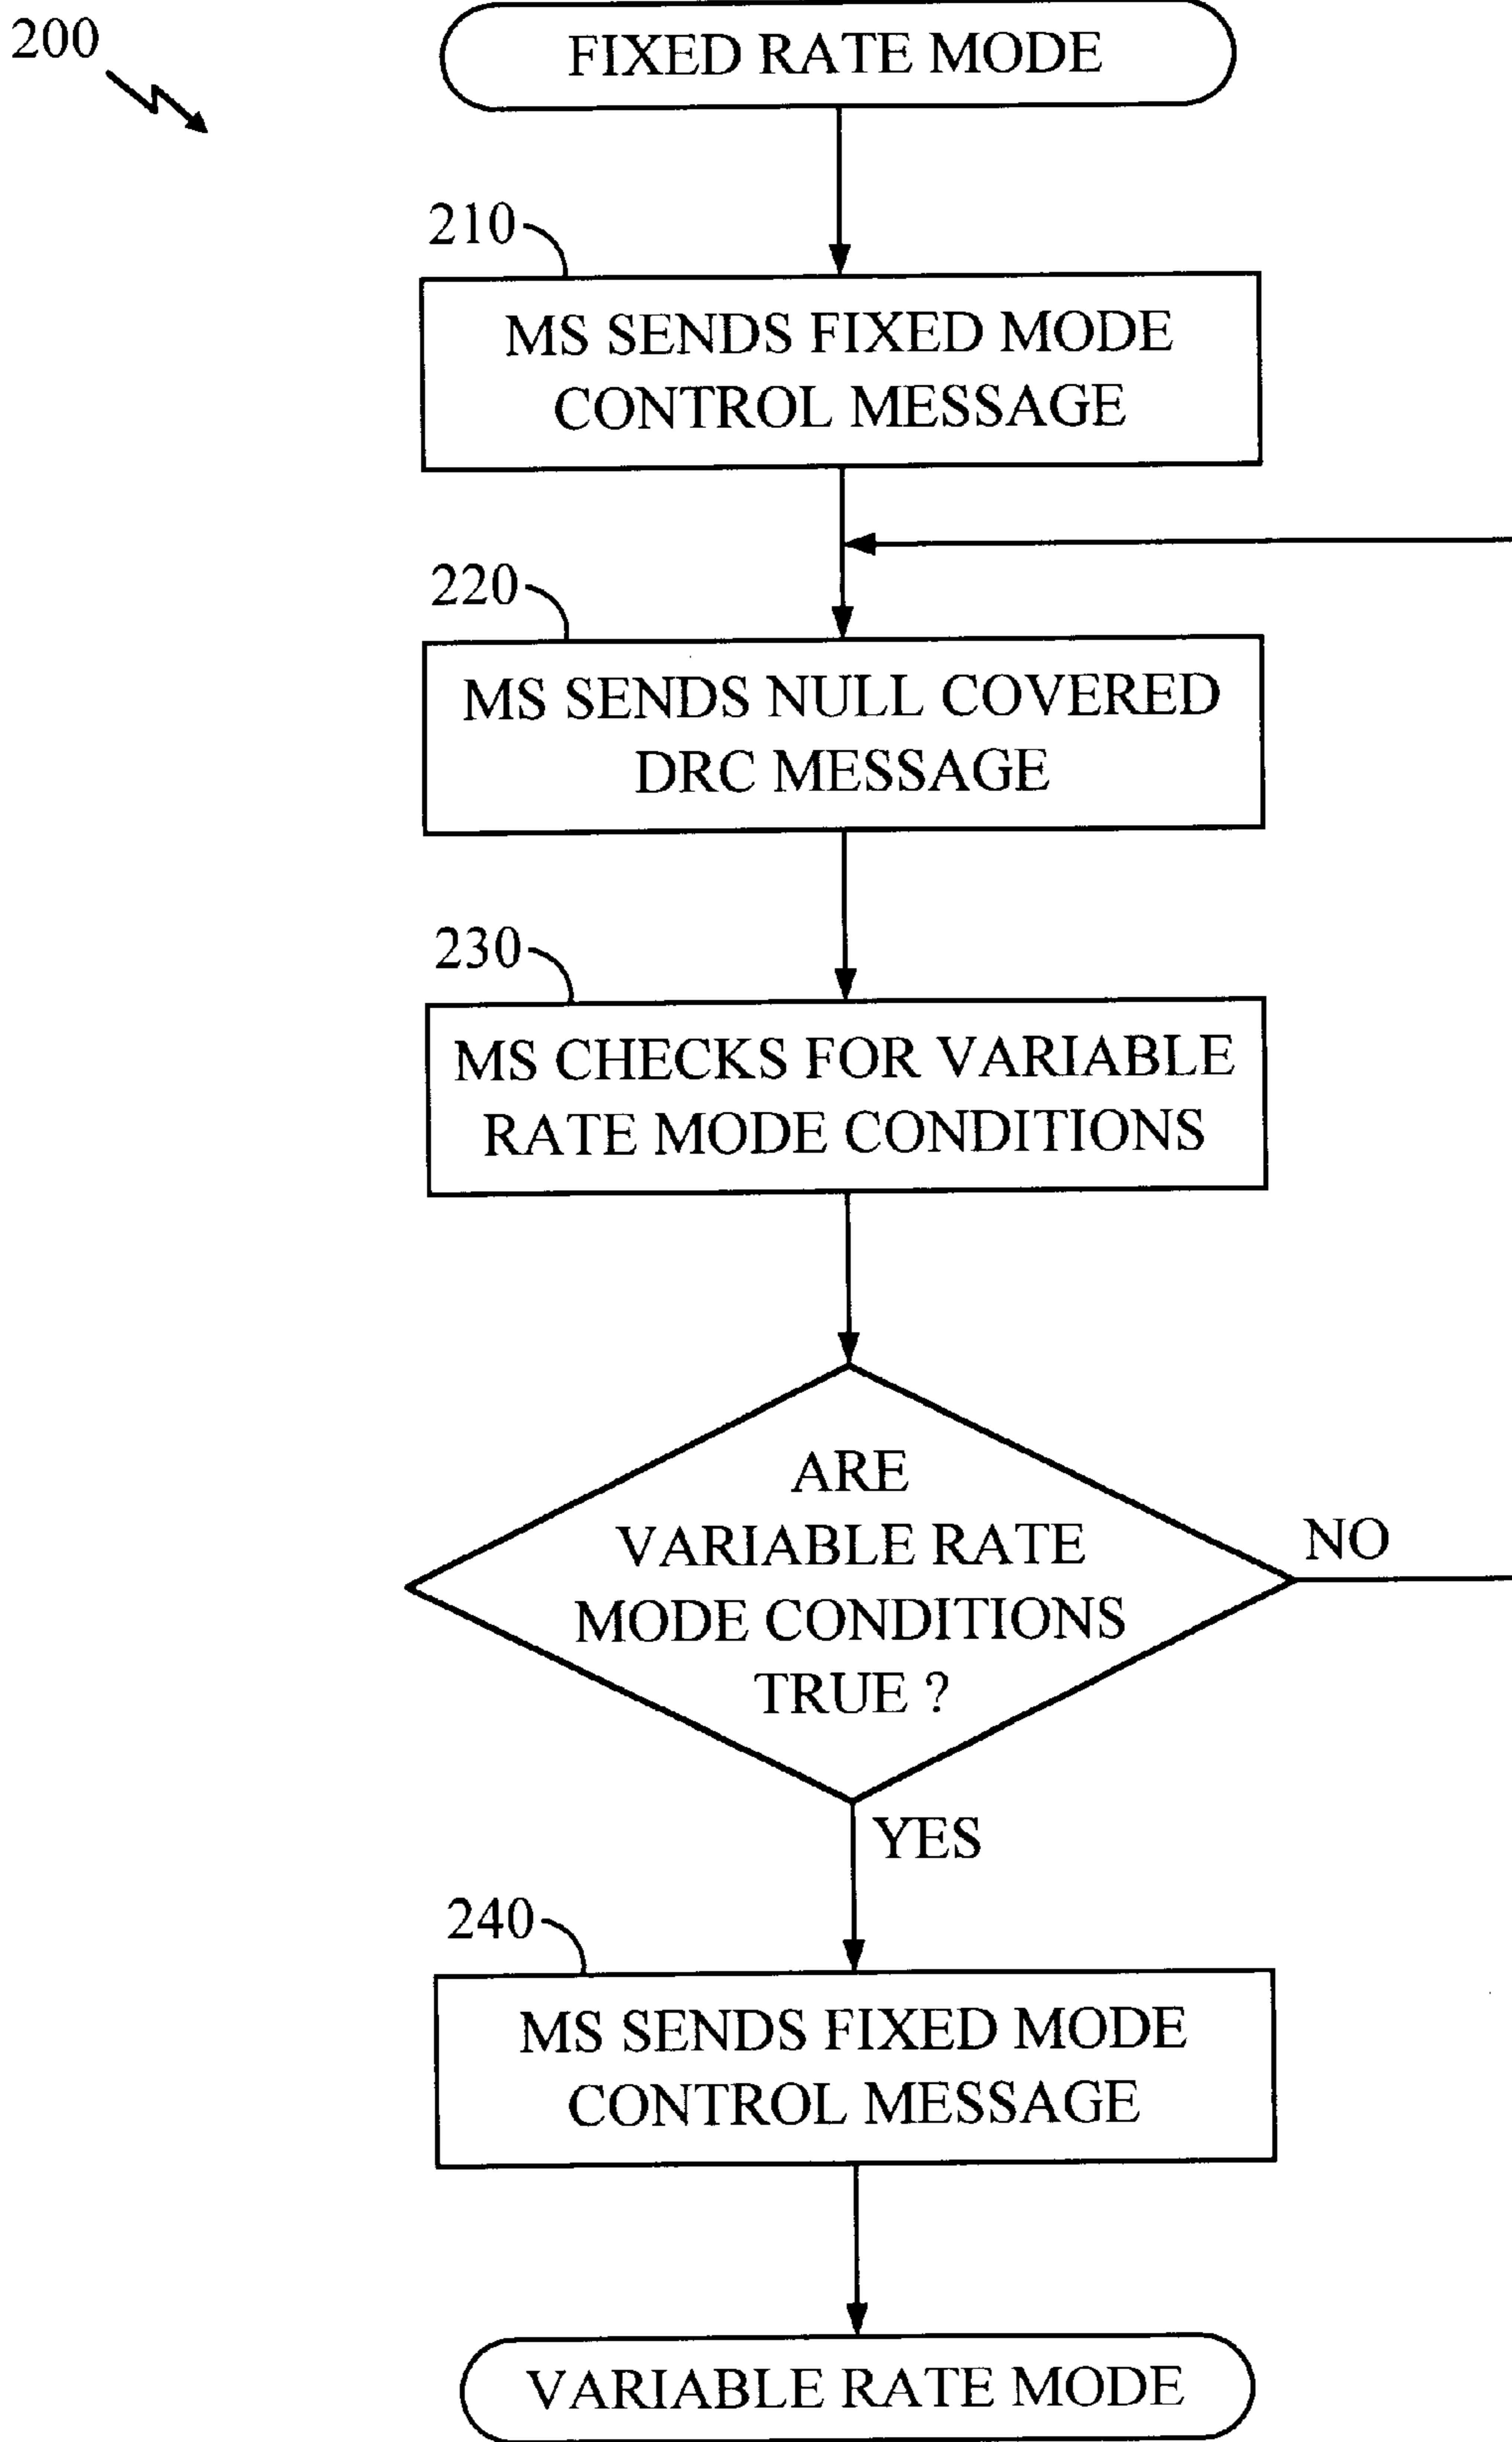 200
FIXED RATE MODE
210
MS SENDS FIXED MODE
CONTROL MESSAGE
220
MS SENDS NULL COVERED
DRC MESSAGE
230
MS CHECKS FOR VARIABLE
RATE MODE CONDITIONS
ARE
VARIABLE RATE
MODE CONDITIONS
TRUE ?
NO
YES
240
MS SENDS FIXED MODE
CONTROL MESSAGE
VARIABLE RATE MODE